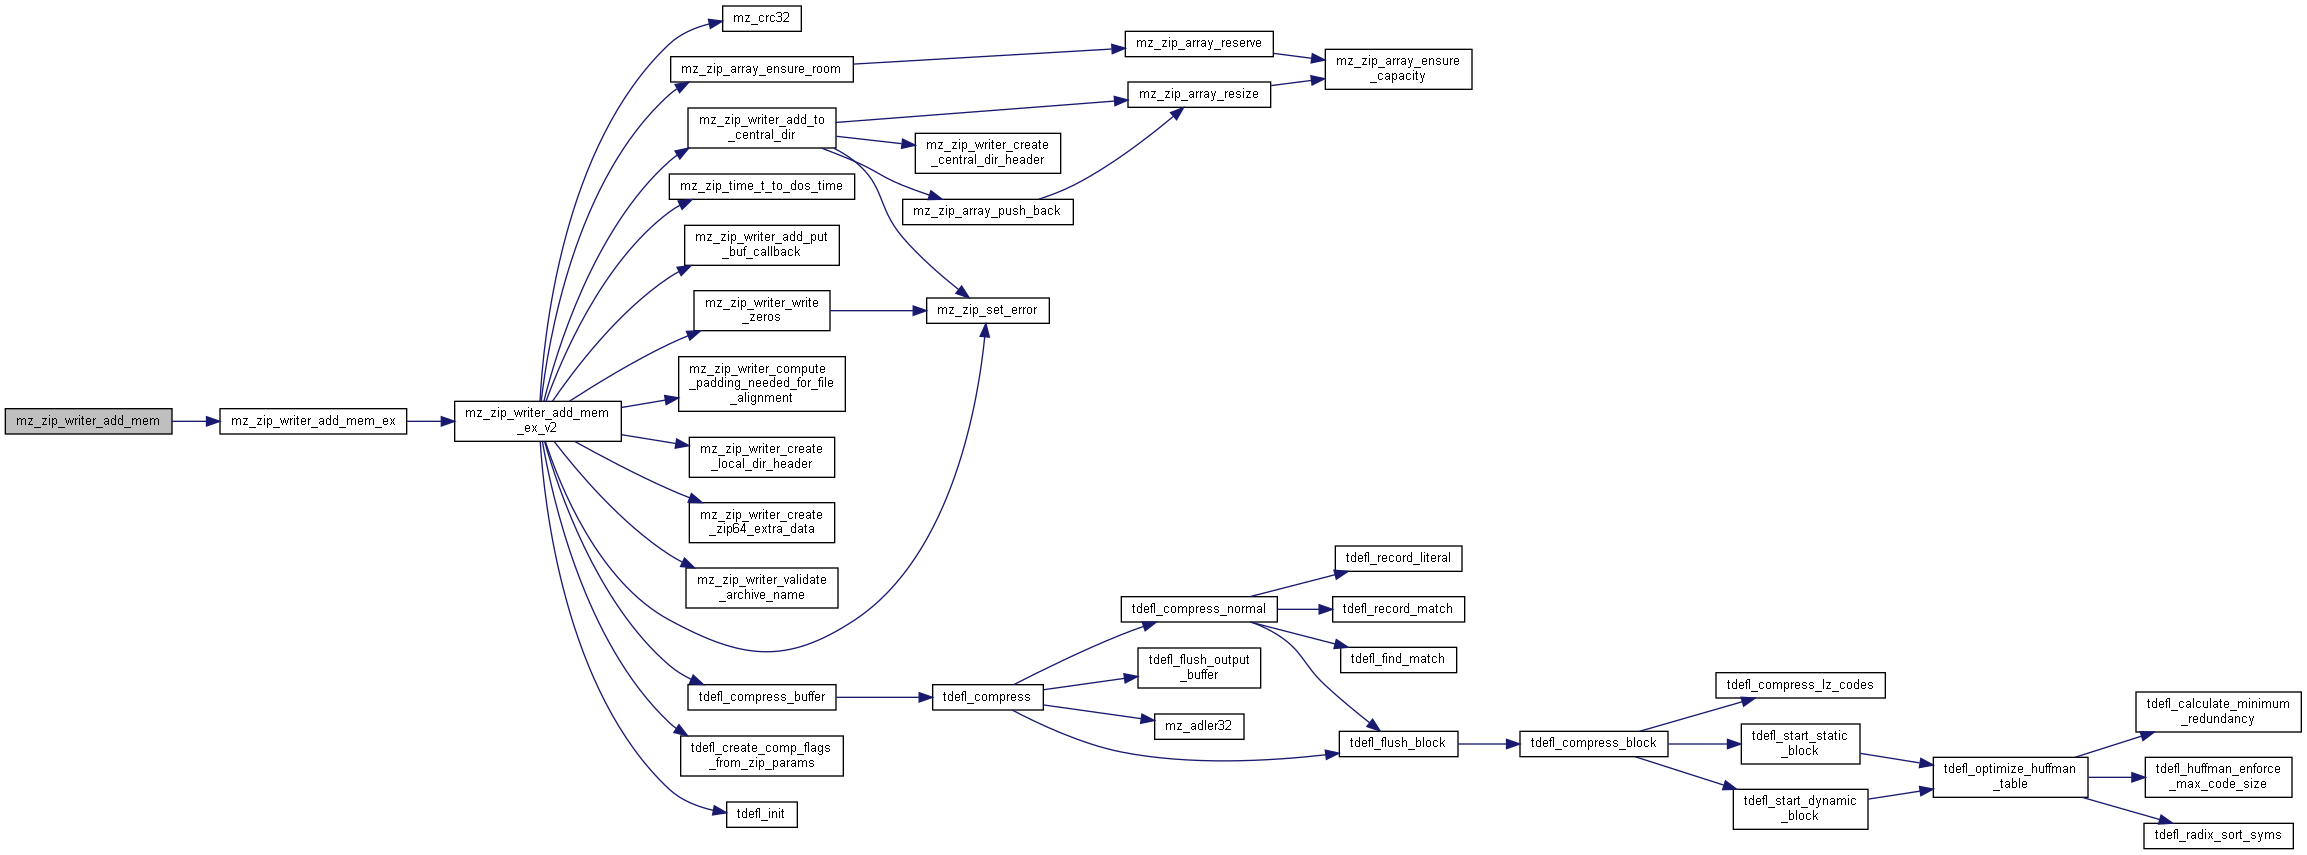 mz_zip_writer_add_mem
mz_zip_writer_add_mem_ex
mz_zip_writer_add_mem
_ex_v2
mz_crc32
mz_zip_array_ensure_room
mz_zip_array_reserve
mz_zip_array_ensure
_capacity
mz_zip_writer_add_to
_central_dir
mz_zip_array_resize
mz_zip_writer_create
_central_dir_header
mz_zip_array_push_back
mz_zip_time_t_to_dos_time
mz_zip_writer_add_put
_buf_callback
mz_zip_writer_write
_zeros
mz_zip_set_error
mz_zip_writer_compute
_padding_needed_for_file
_alignment
mz_zip_writer_create
_local_dir_header
mz_zip_writer_create
_zip64_extra_data
mz_zip_writer_validate
_archive_name
tdefl_compress_buffer
tdefl_compress
tdefl_compress_normal
tdefl_record_literal
tdefl_record_match
tdefl_find_match
tdefl_flush_output
_buffer
mz_adler32
tdefl_flush_block
tdefl_compress_block
tdefl_compress_lz_codes
tdefl_start_static
_block
tdefl_start_dynamic
_block
tdefl_optimize_huffman
_table
tdefl_calculate_minimum
_redundancy
tdefl_huffman_enforce
_max_code_size
tdefl_radix_sort_syms
tdefl_create_comp_flags
_from_zip_params
tdefl_init